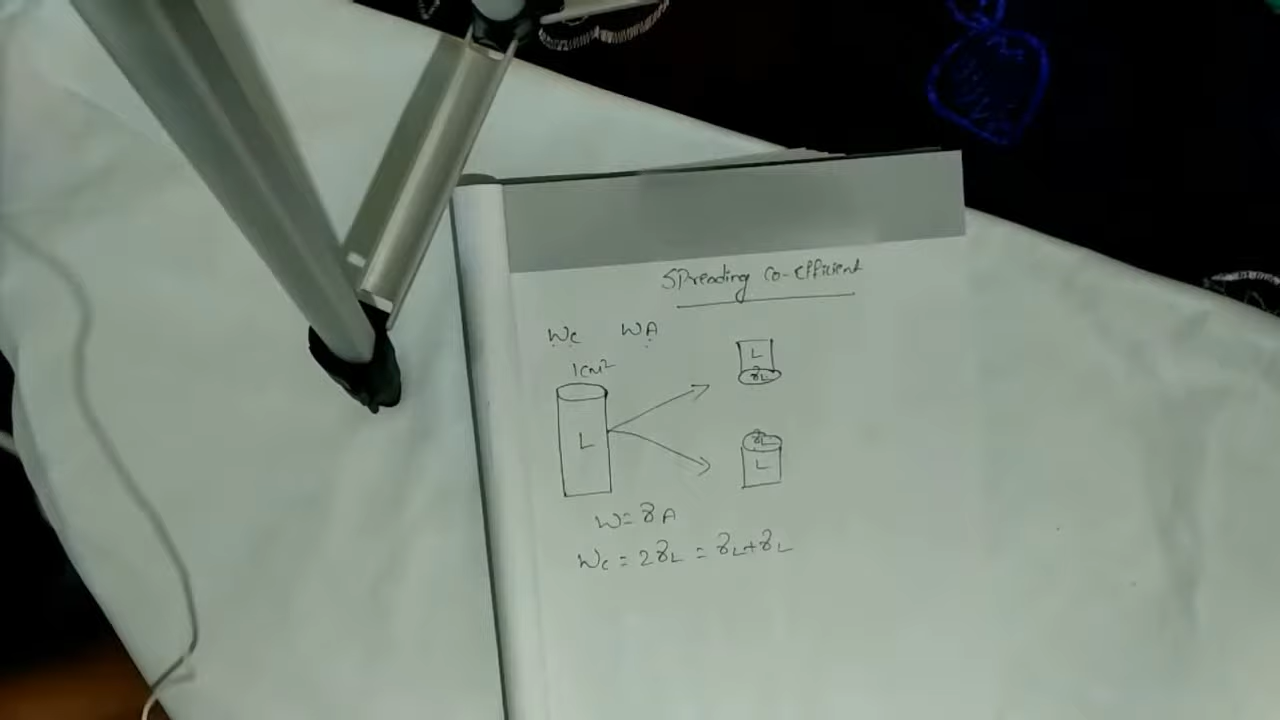 Spreading Co-efficient
Wc WA
1cm²
L
L
γL
γL
L
W = γA
Wc = 2γL = γL+γL